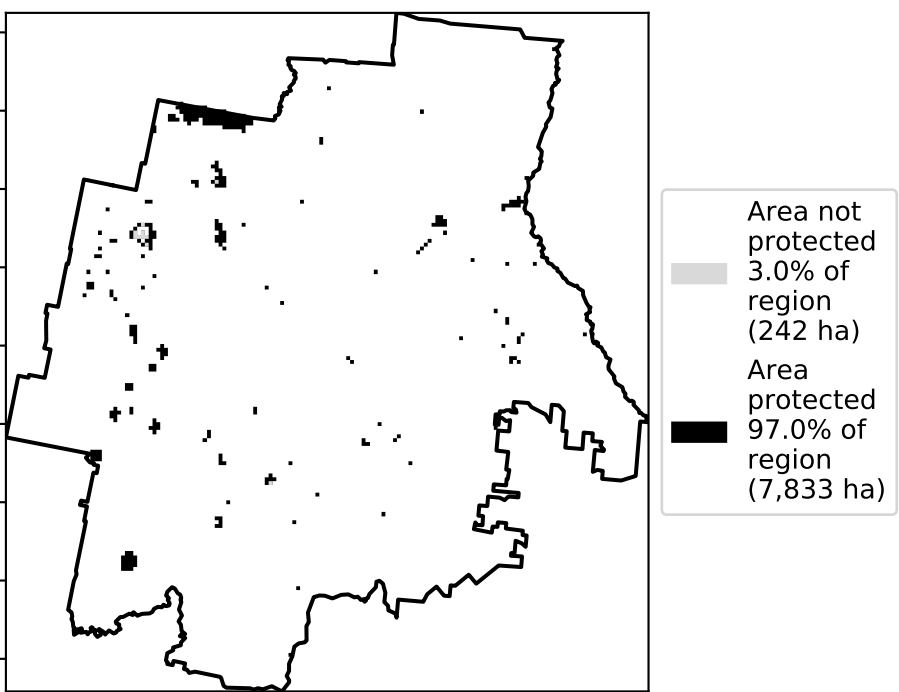 Area not
protected
3.0% of
region
(242 ha)
Area
protected
97.0% of
region
(7,833 ha)